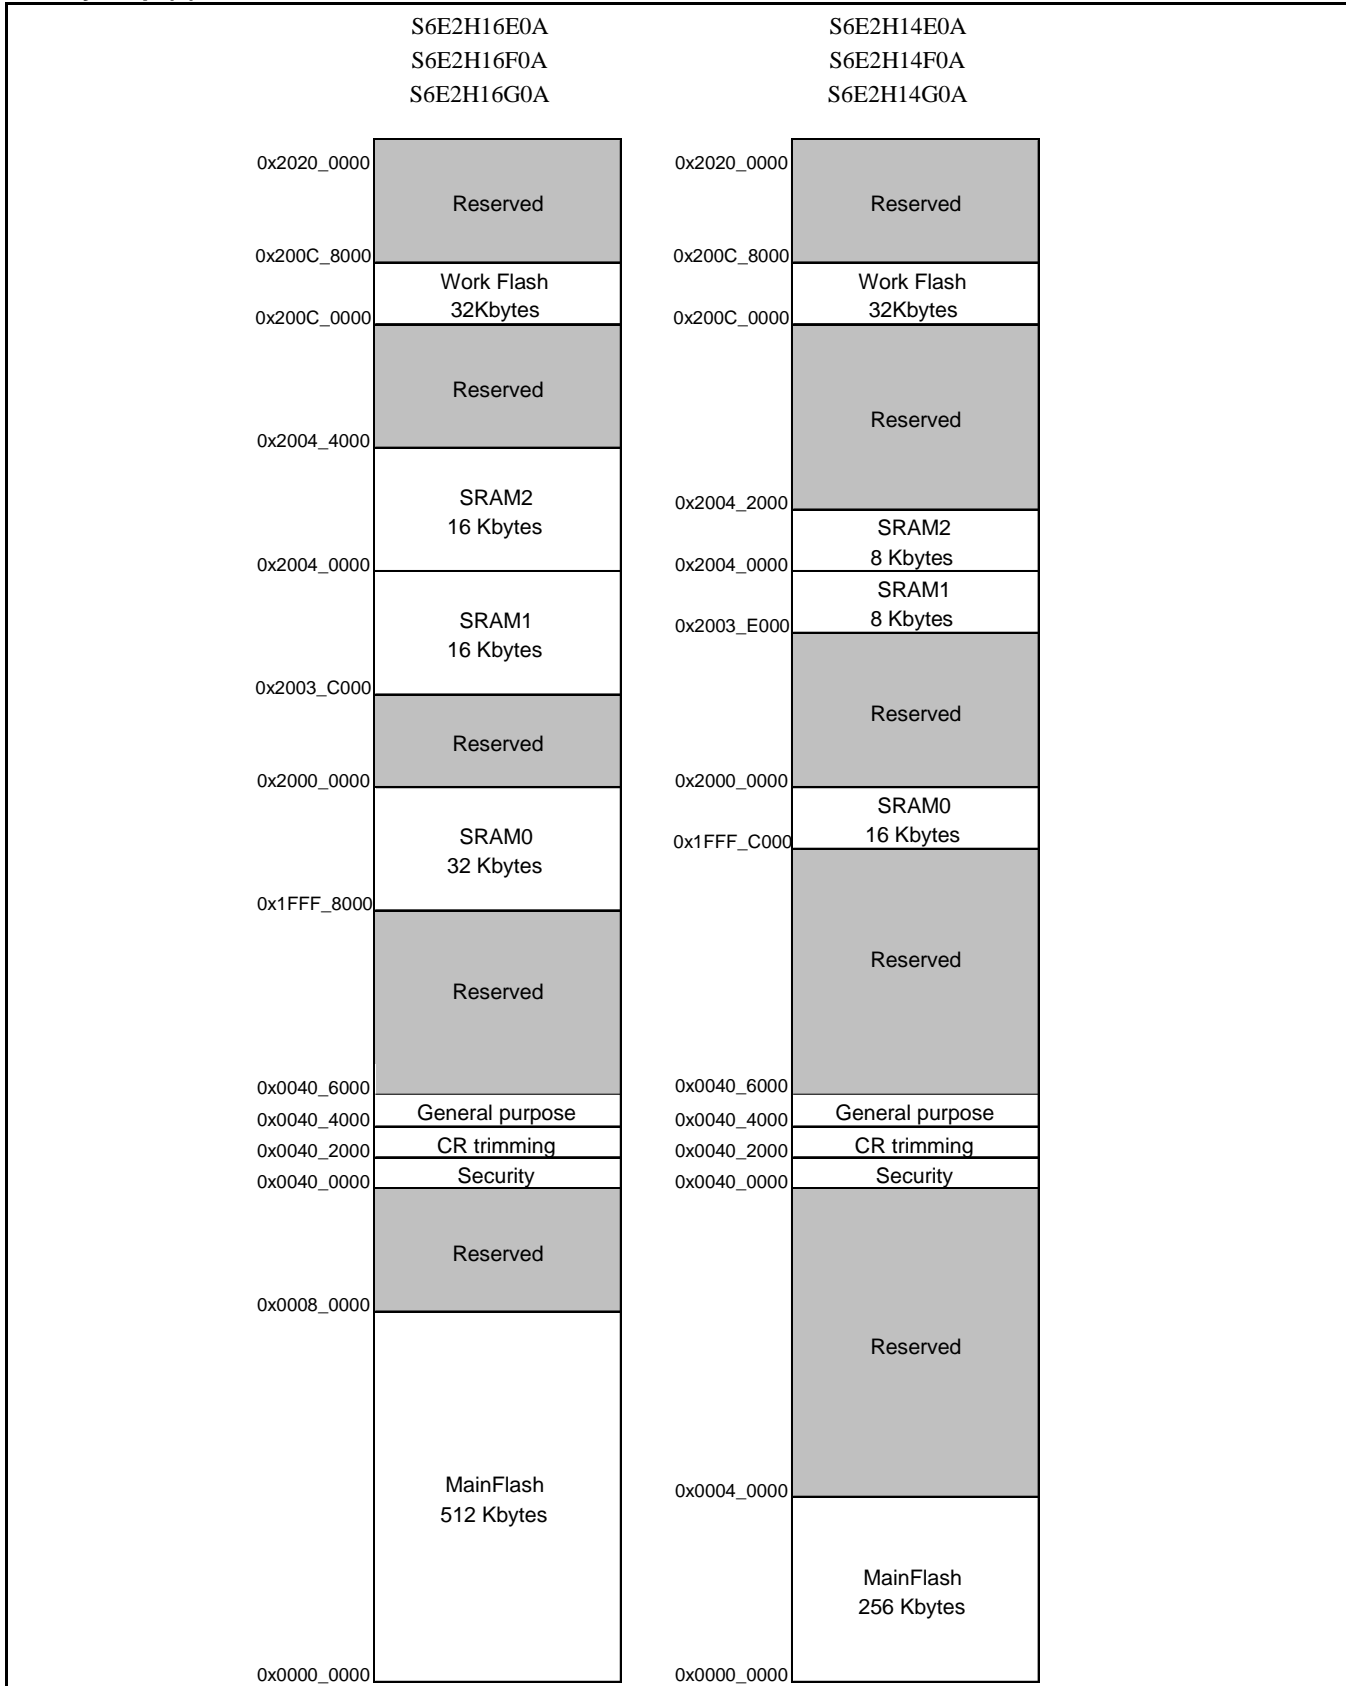 S6E2H16E0A
S6E2H16F0A
S6E2H16G0A
0x2020_0000
Reserved
0x200C_8000
Work Flash
32Kbytes
0x200C_0000
Reserved
0x2004_4000
SRAM2
16 Kbytes
0x2004_0000
SRAM1
16 Kbytes
0x2003_C000
Reserved
0x2000_0000
SRAM0
32 Kbytes
0x1FFF_8000
Reserved
0x0040_6000
General purpose
0x0040_4000
CR trimming
0x0040_2000
Security
0x0040_0000
Reserved
0x0008_0000
MainFlash
512 Kbytes
0x0000_0000
S6E2H14E0A
S6E2H14F0A
S6E2H14G0A
0x2020_0000
Reserved
0x200C_8000
Work Flash
32Kbytes
0x200C_0000
Reserved
0x2004_2000
SRAM2
8 Kbytes
0x2004_0000
SRAM1
8 Kbytes
0x2003_E000
Reserved
0x2000_0000
SRAM0
16 Kbytes
0x1FFF_C000
Reserved
0x0040_6000
General purpose
0x0040_4000
CR trimming
0x0040_2000
Security
0x0040_0000
Reserved
0x0004_0000
MainFlash
256 Kbytes
0x0000_0000